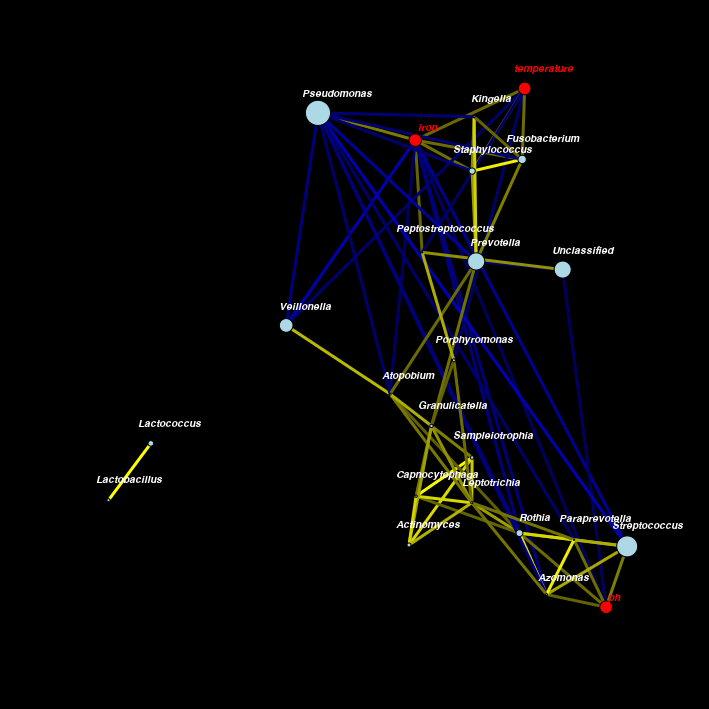 temperature
Pseudomonas
Kingella
Iron
Fusobacterium
Staphylococcus
Peptostreptococcus
Prevotella
Unclassified
Veillonella
Porphyromonas
Atopobium
Granulicatella
Lactococcus
Sampleiotrophia
Capnocytophaga
Lactobacillus
Leptotrichia
Rothia
Paraprevotella
Actinomyces
Streptococcus
Azomonas
ph